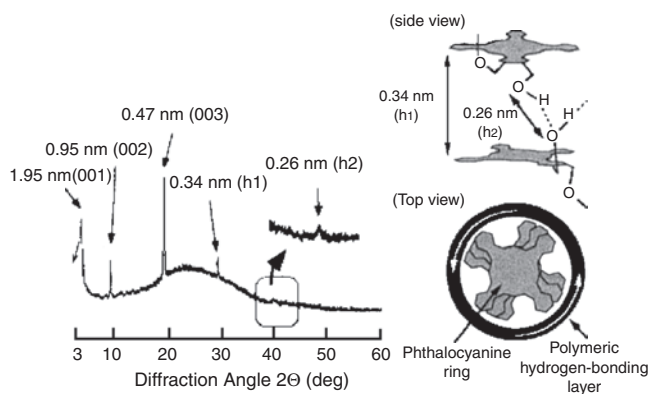 (side view)
O
O
H
H
O
O
0.34 nm
(h1)
0.26 nm
(h2)
0.47 nm (003)
0.95 nm (002)
1.95 nm(001)
0.34 nm (h1)
0.26 nm (h2)
(Top view)
3 10 20 30 40 50 60
Diffraction Angle 2Θ (deg)
Phthalocyanine
ring
Polymeric
hydrogen-bonding
layer